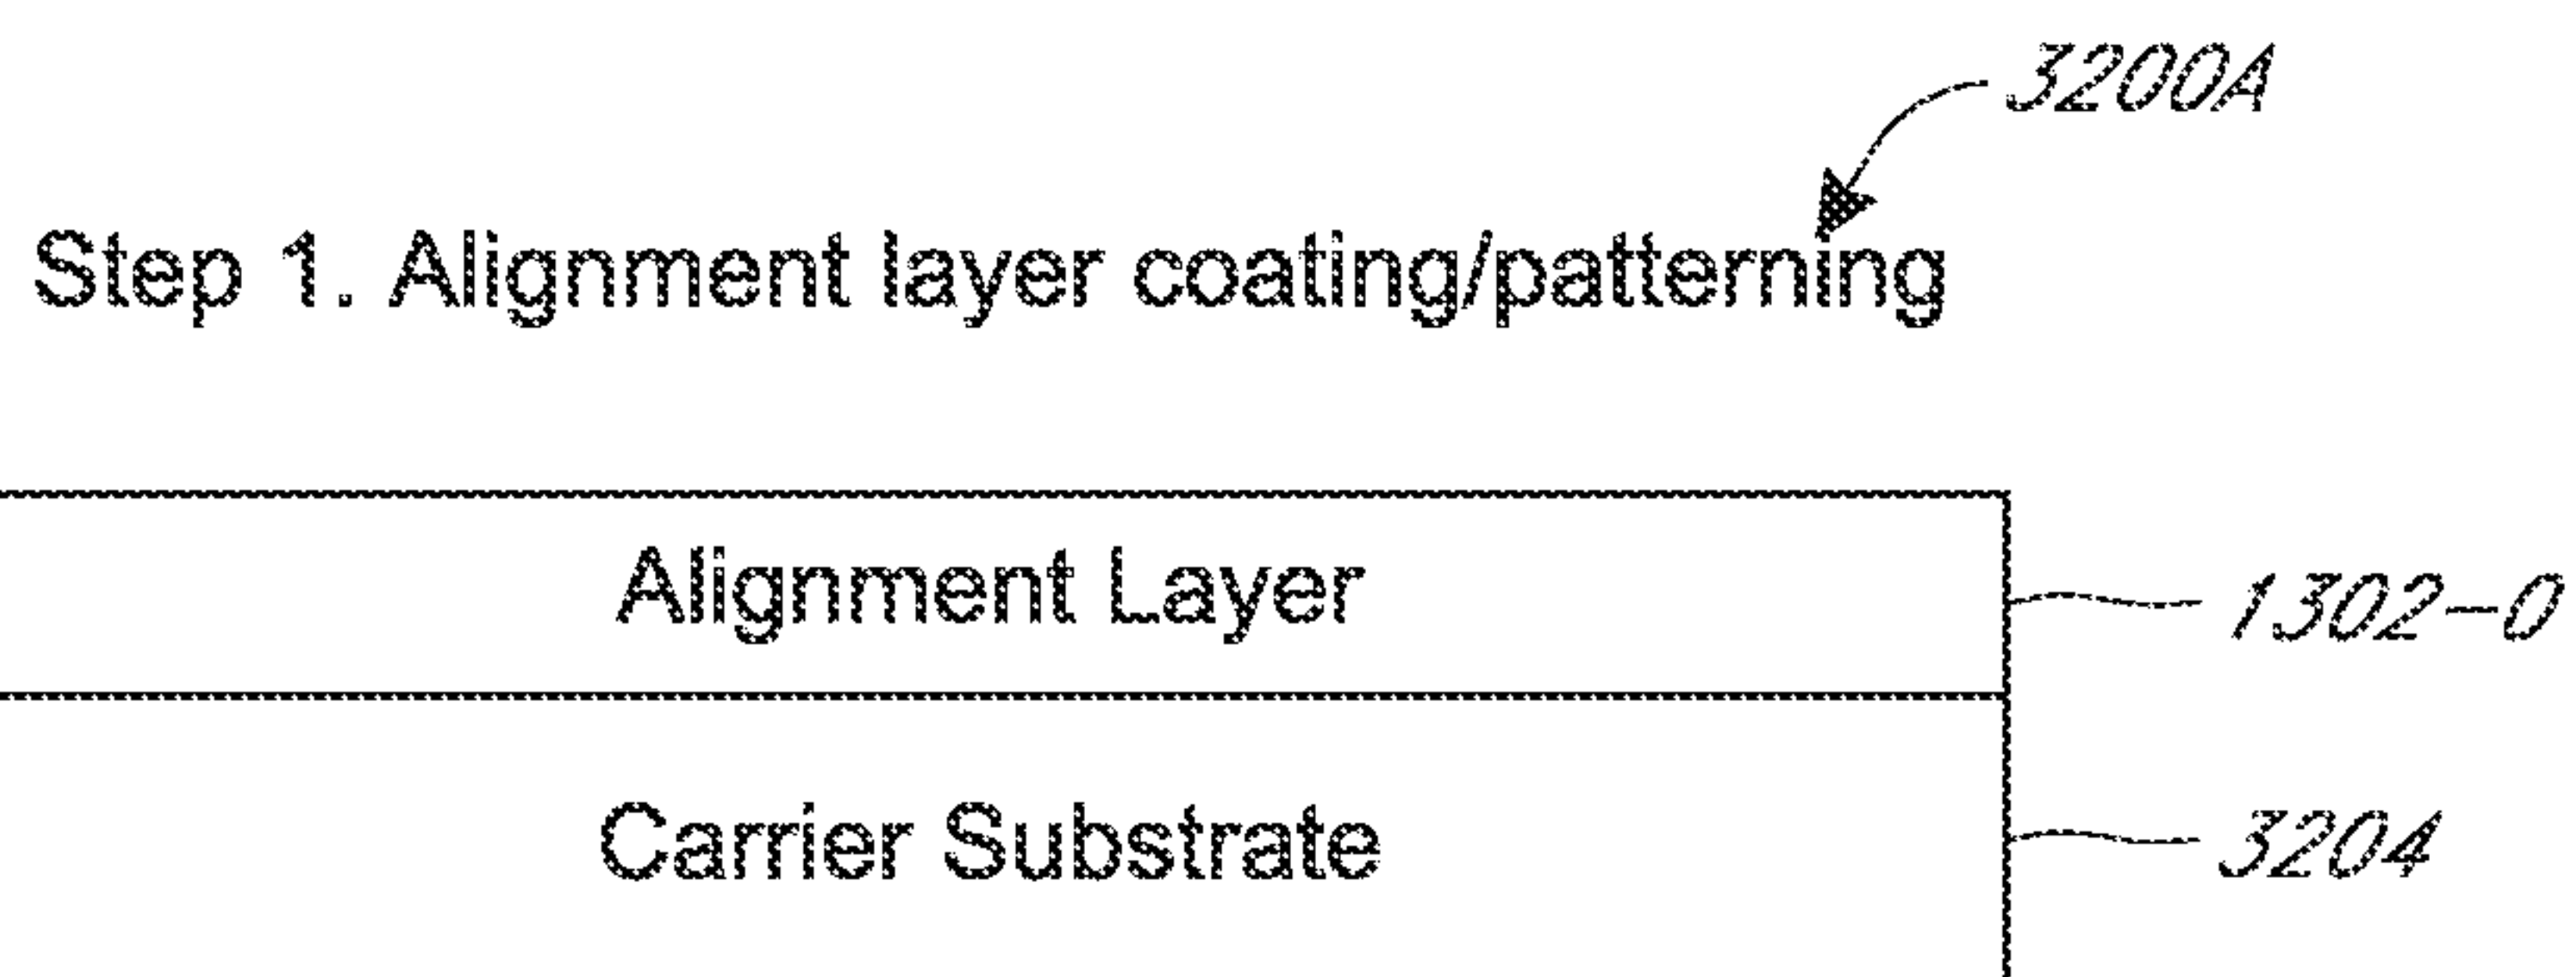 3200A
Step 1. Alignment layer coating/patterning
Alignment Layer
1302-0
Carrier Substrate
3204